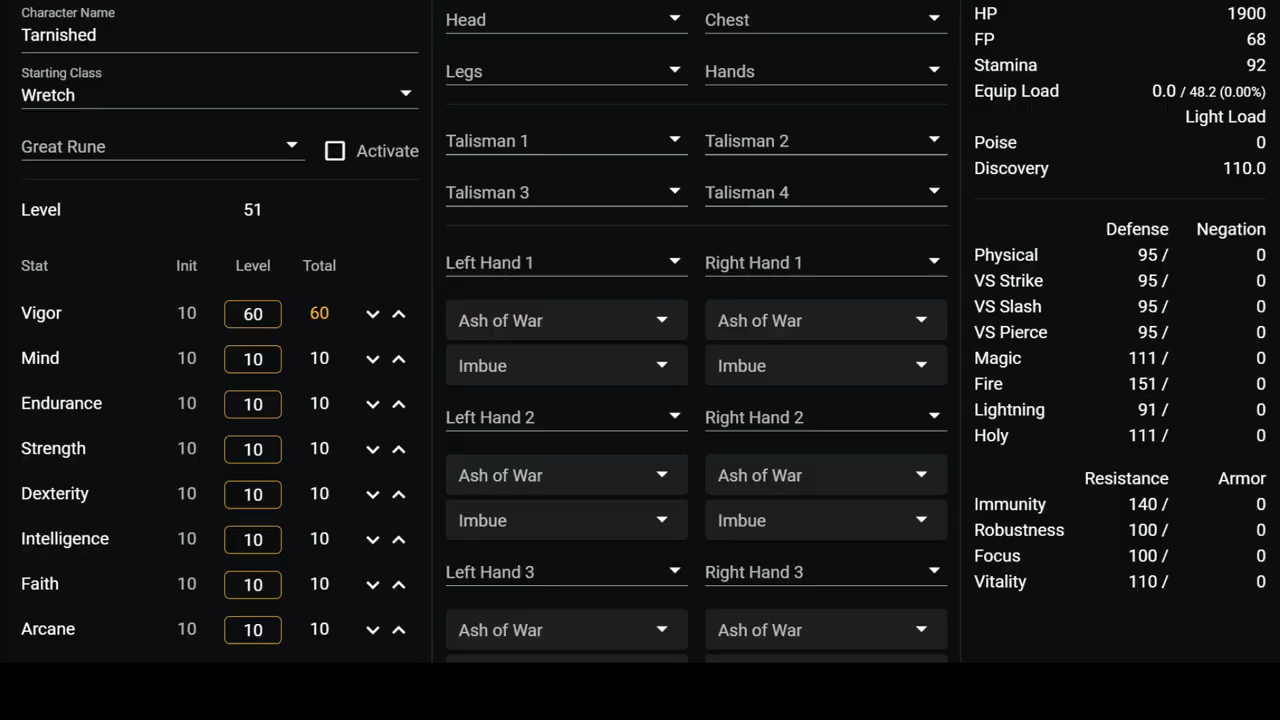 Character Name
Tarnished
Starting Class
Wretch
Great Rune
Activate
Level 51
Stat Init Level Total
Vigor 10 60 60
Mind 10 10 10
Endurance 10 10 10
Strength 10 10 10
Dexterity 10 10 10
Intelligence 10 10 10
Faith 10 10 10
Arcane 10 10 10
Head Chest
Legs Hands
Talisman 1 Talisman 2
Talisman 3 Talisman 4
Left Hand 1 Right Hand 1
Ash of War Ash of War
Imbue Imbue
Left Hand 2 Right Hand 2
Ash of War Ash of War
Imbue Imbue
Left Hand 3 Right Hand 3
Ash of War Ash of War
HP 1900
FP 68
Stamina 92
Equip Load 0.0 / 48.2 (0.00%)
Light Load
Poise 0
Discovery 110.0
Defense Negation
Physical 95 / 0
VS Strike 95 / 0
VS Slash 95 / 0
VS Pierce 95 / 0
Magic 111 / 0
Fire 151 / 0
Lightning 91 / 0
Holy 111 / 0
Resistance Armor
Immunity 140 / 0
Robustness 100 / 0
Focus 100 / 0
Vitality 110 / 0